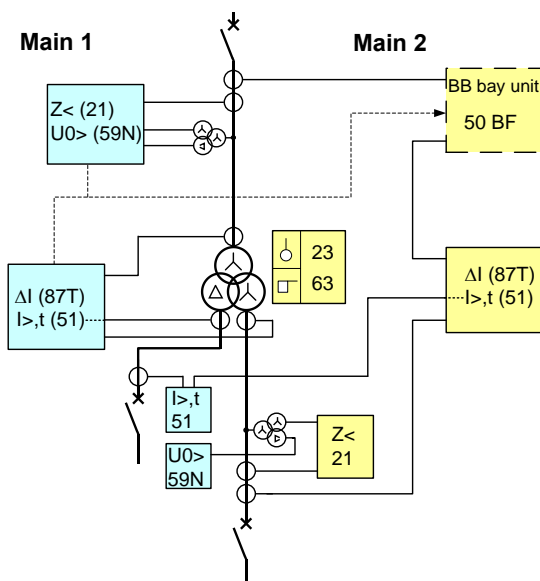 Main 1
Main 2
Z< (21)
U0> (59N)
BB bay unit
50 BF
23
63
ΔI (87T)
I>,t (51)
ΔI (87T)
I>,t (51)
I>,t
51
U0>
59N
Z<
21